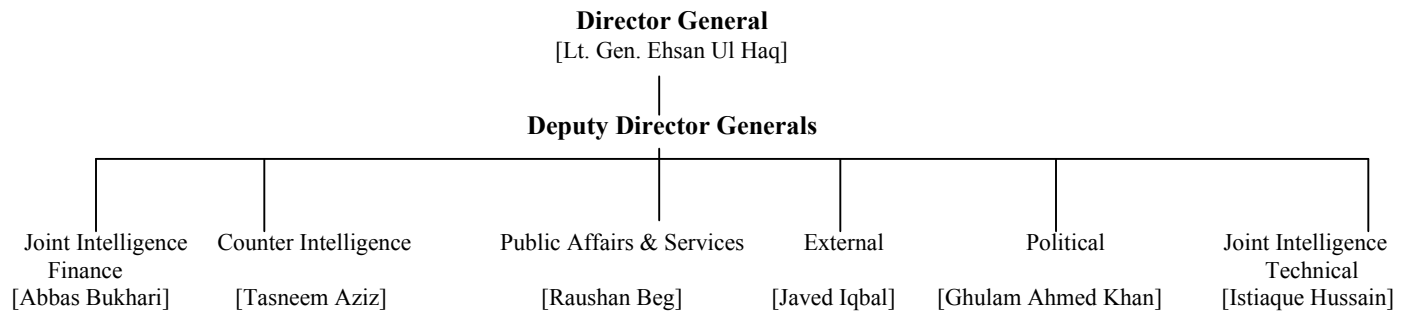 Director General
[Lt. Gen. Ehsan Ul Haq]
Deputy Director Generals
Joint Intelligence
Finance
[Abbas Bukhari]
Counter Intelligence
[Tasneem Aziz]
Public Affairs & Services
[Raushan Beg]
External
[Javed Iqbal]
Political
[Ghulam Ahmed Khan]
Joint Intelligence
Technical
[Istiaque Hussain]